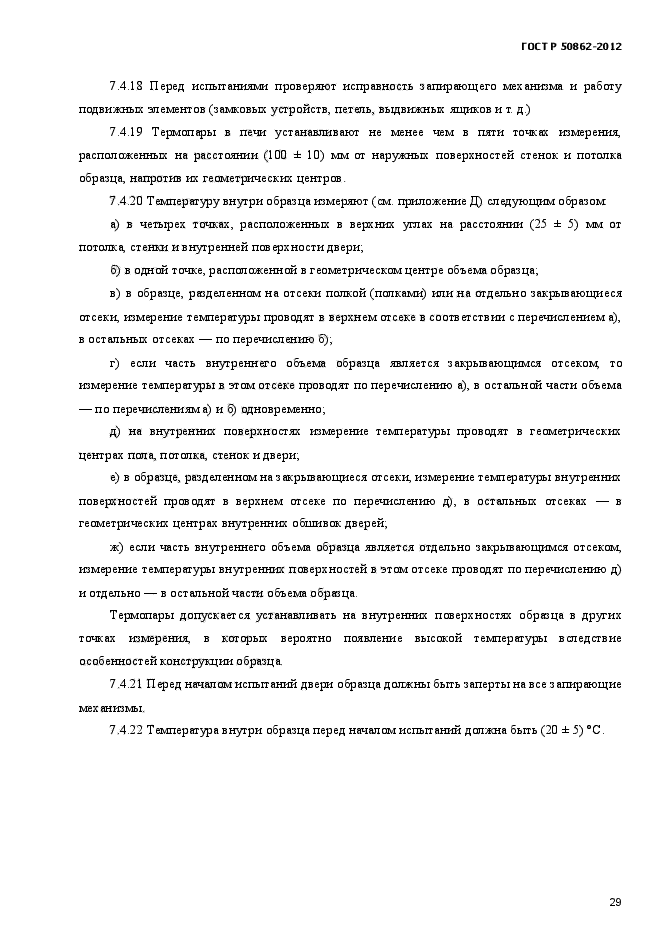 ГОСТ Р 50862-2012
7.4.18 Перед испытаниями проверяют исправность запирающего механизма и работу
подвижных элементов (замковых устройств, петель, выдвижных ящиков и т. д.)
7.4.19 Термопары в печи устанавливают не менее чем в пяти точках измерения,
расположенных на расстоянии (100 ± 10) мм от наружных поверхностей стенок и потолка
образца, напротив их геометрических центров.
7.4.20 Температуру внутри образца измеряют (см. приложение Д) следующим образом:
а) в четырех точках, расположенных в верхних углах на расстоянии (25 ± 5) мм от
потолка, стенки и внутренней поверхности двери;
б) в одной точке, расположенной в геометрическом центре объема образца;
в) в образце, разделенном на отсеки полкой (полками) или на отдельно закрывающиеся
отсеки, измерение температуры проводят в верхнем отсеке в соответствии с перечислением а),
в остальных отсеках — по перечислению б);
г) если часть внутреннего объема образца является закрывающимся отсеком, то
измерение температуры в этом отсеке проводят по перечислению а), в остальной части объема
— по перечислениям а) и б) одновременно;
д) на внутренних поверхностях измерение температуры проводят в геометрических
центрах пола, потолка, стенок и двери;
е) в образце, разделенном на закрывающиеся отсеки, измерение температуры внутренних
поверхностей проводят в верхнем отсеке по перечислению д), в остальных отсеках — в
геометрических центрах внутренних обшивок дверей;
ж) если часть внутреннего объема образца является отдельно закрывающимся отсеком,
измерение температуры внутренних поверхностей в этом отсеке проводят по перечислению д)
и отдельно — в остальной части объема образца.
Термопары допускается устанавливать на внутренних поверхностях образца в других
точках измерения, в которых вероятно появление высокой температуры вследствие
особенностей конструкции образца.
7.4.21 Перед началом испытаний двери образца должны быть заперты на все запирающие
механизмы.
7.4.22 Температура внутри образца перед началом испытаний должна быть (20 ± 5) °С.
29